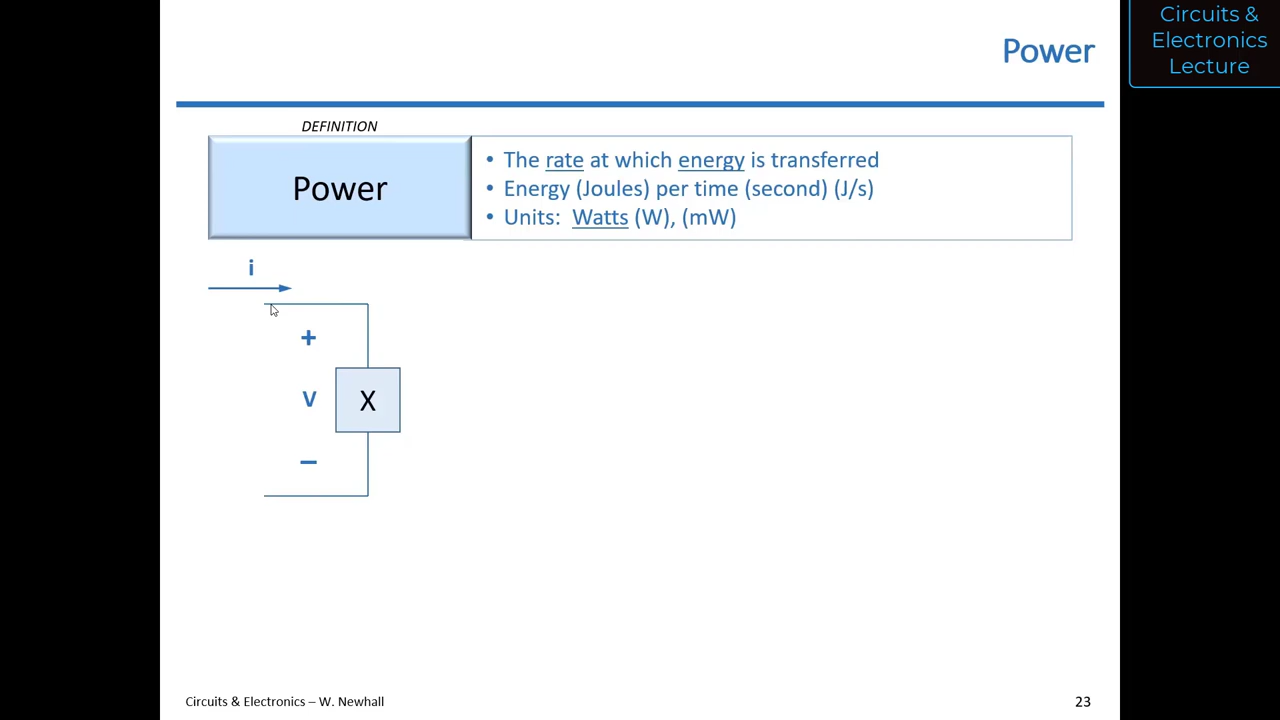 Circuits &
Electronics
Lecture
Power
DEFINITION
Power
• The rate at which energy is transferred
• Energy (Joules) per time (second) (J/s)
• Units:  Watts (W), (mW)
i
+
v
X
–
Circuits & Electronics – W. Newhall
23